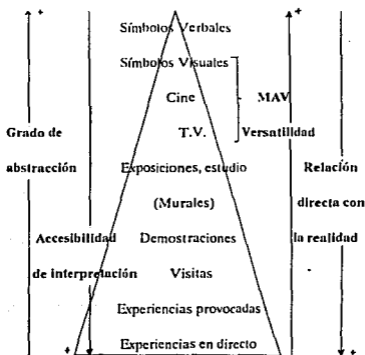 + +
Símbolos Verbales
Símbolos Visuales
Cine MAV
Grado de T.V. Versatilidad
abstracción Exposiciones, estudio Relación
(Murales) directa con
Accesibilidad Demostraciones la realidad
de interpretación Visitas
Experiencias provocadas
+ Experiencias en directo +